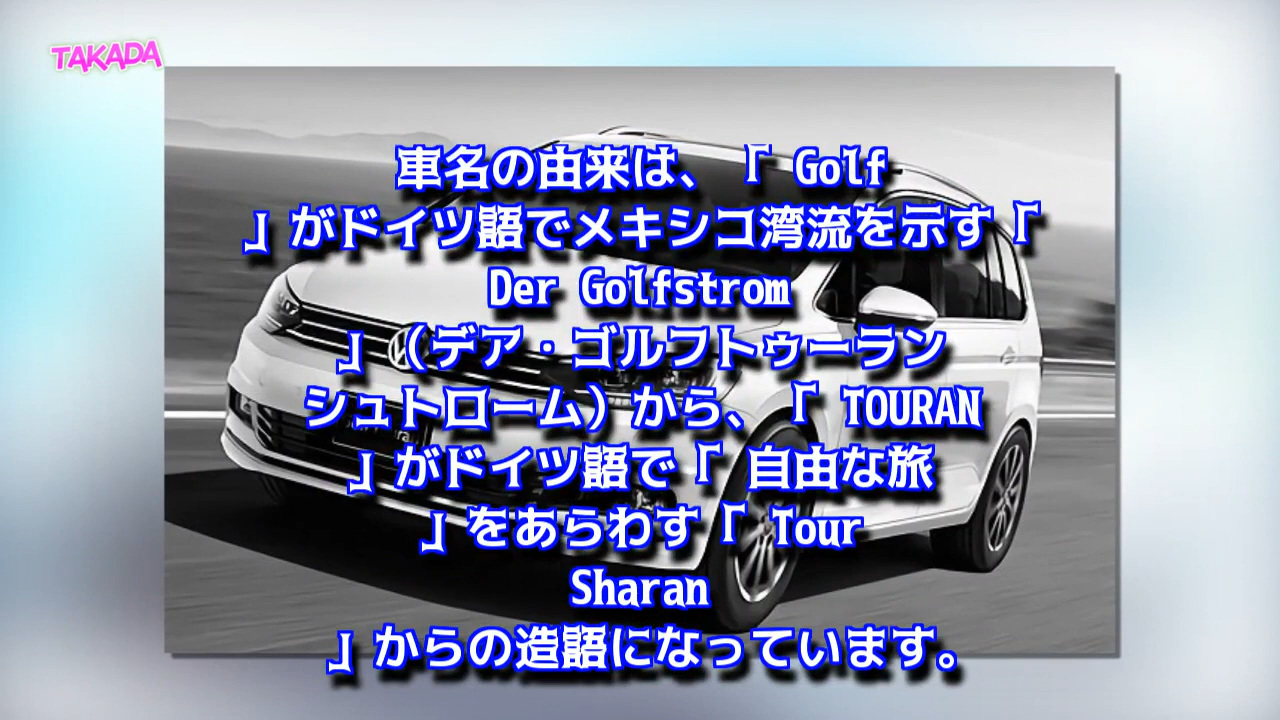 TAKADA
車名の由来は、「 Golf
」がドイツ語でメキシコ湾流を示す「
Der Golfstrom
」（デア・ゴルフトゥーラン
シュトローム）から、「 TOURAN
」がドイツ語で「 自由な旅
」をあらわす「 Tour
Sharan
」からの造語になっています。